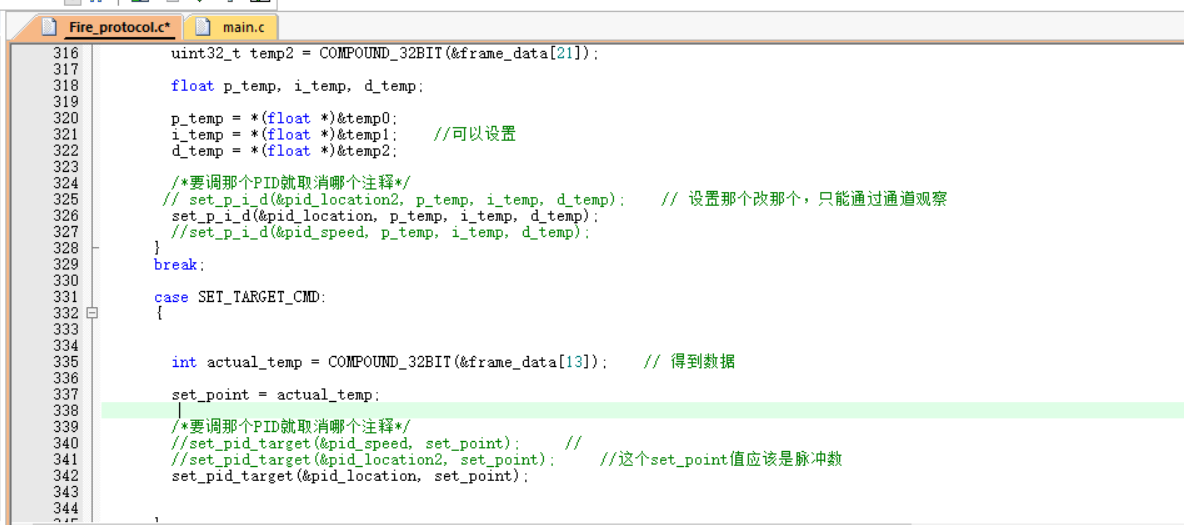 Fire_protocol.c* main.c
316 uint32_t temp2 = COMPOUND_32BIT(&frame_data[21]);
317
318 float p_temp, i_temp, d_temp;
319
320 p_temp = *(float *)&temp0;
321 i_temp = *(float *)&temp1; //可以设置
322 d_temp = *(float *)&temp2;
323
324 /*要调那个PID就取消哪个注释*/
325 // set_p_i_d(&pid_location2, p_temp, i_temp, d_temp); // 设置那个改那个，只能通过通道观察
326 set_p_i_d(&pid_location, p_temp, i_temp, d_temp);
327 //set_p_i_d(&pid_speed, p_temp, i_temp, d_temp);
328 }
329 break;
330
331 case SET_TARGET_CMD:
332 {
333
334
335 int actual_temp = COMPOUND_32BIT(&frame_data[13]); // 得到数据
336
337 set_point = actual_temp;
338
339 /*要调那个PID就取消哪个注释*/
340 //set_pid_target(&pid_speed, set_point); //
341 //set_pid_target(&pid_location2, set_point); //这个set_point值应该是脉冲数
342 set_pid_target(&pid_location, set_point);
343
344